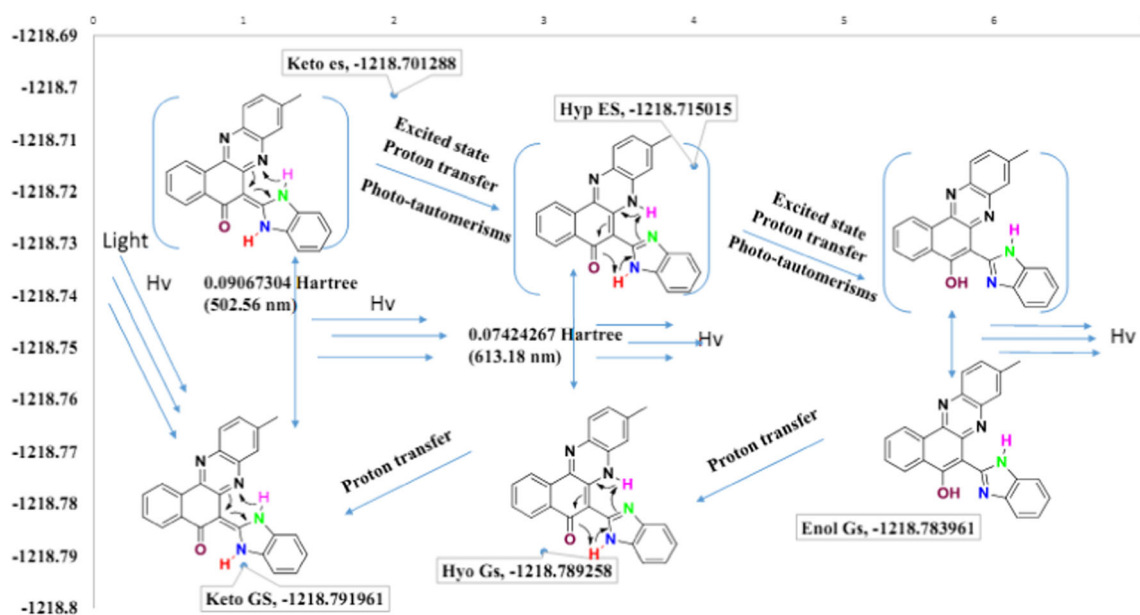 0 1 2 3 4 5 6
-1218.69
-1218.7
-1218.71
-1218.72
-1218.73
-1218.74
-1218.75
-1218.76
-1218.77
-1218.78
-1218.79
-1218.8
Keto es, -1218.701288
Hyp ES, -1218.715015
Excited state
Proton transfer
Photo-tautomerisms
Excited state
Proton transfer
Photo-tautomerisms
N
N
H
N
N
H
O
N
N
H
N
N
H
O
N
N
H
N
N
OH
Light
Hv
0.09067304 Hartree
(502.56 nm)
Hv
0.07424267 Hartree
(613.18 nm)
Hv
Hv
Proton transfer
Proton transfer
N
N
H
N
N
H
O
N
N
H
N
N
H
O
N
N
H
N
N
OH
Keto GS, -1218.791961
Hyo Gs, -1218.789258
Enol Gs, -1218.783961